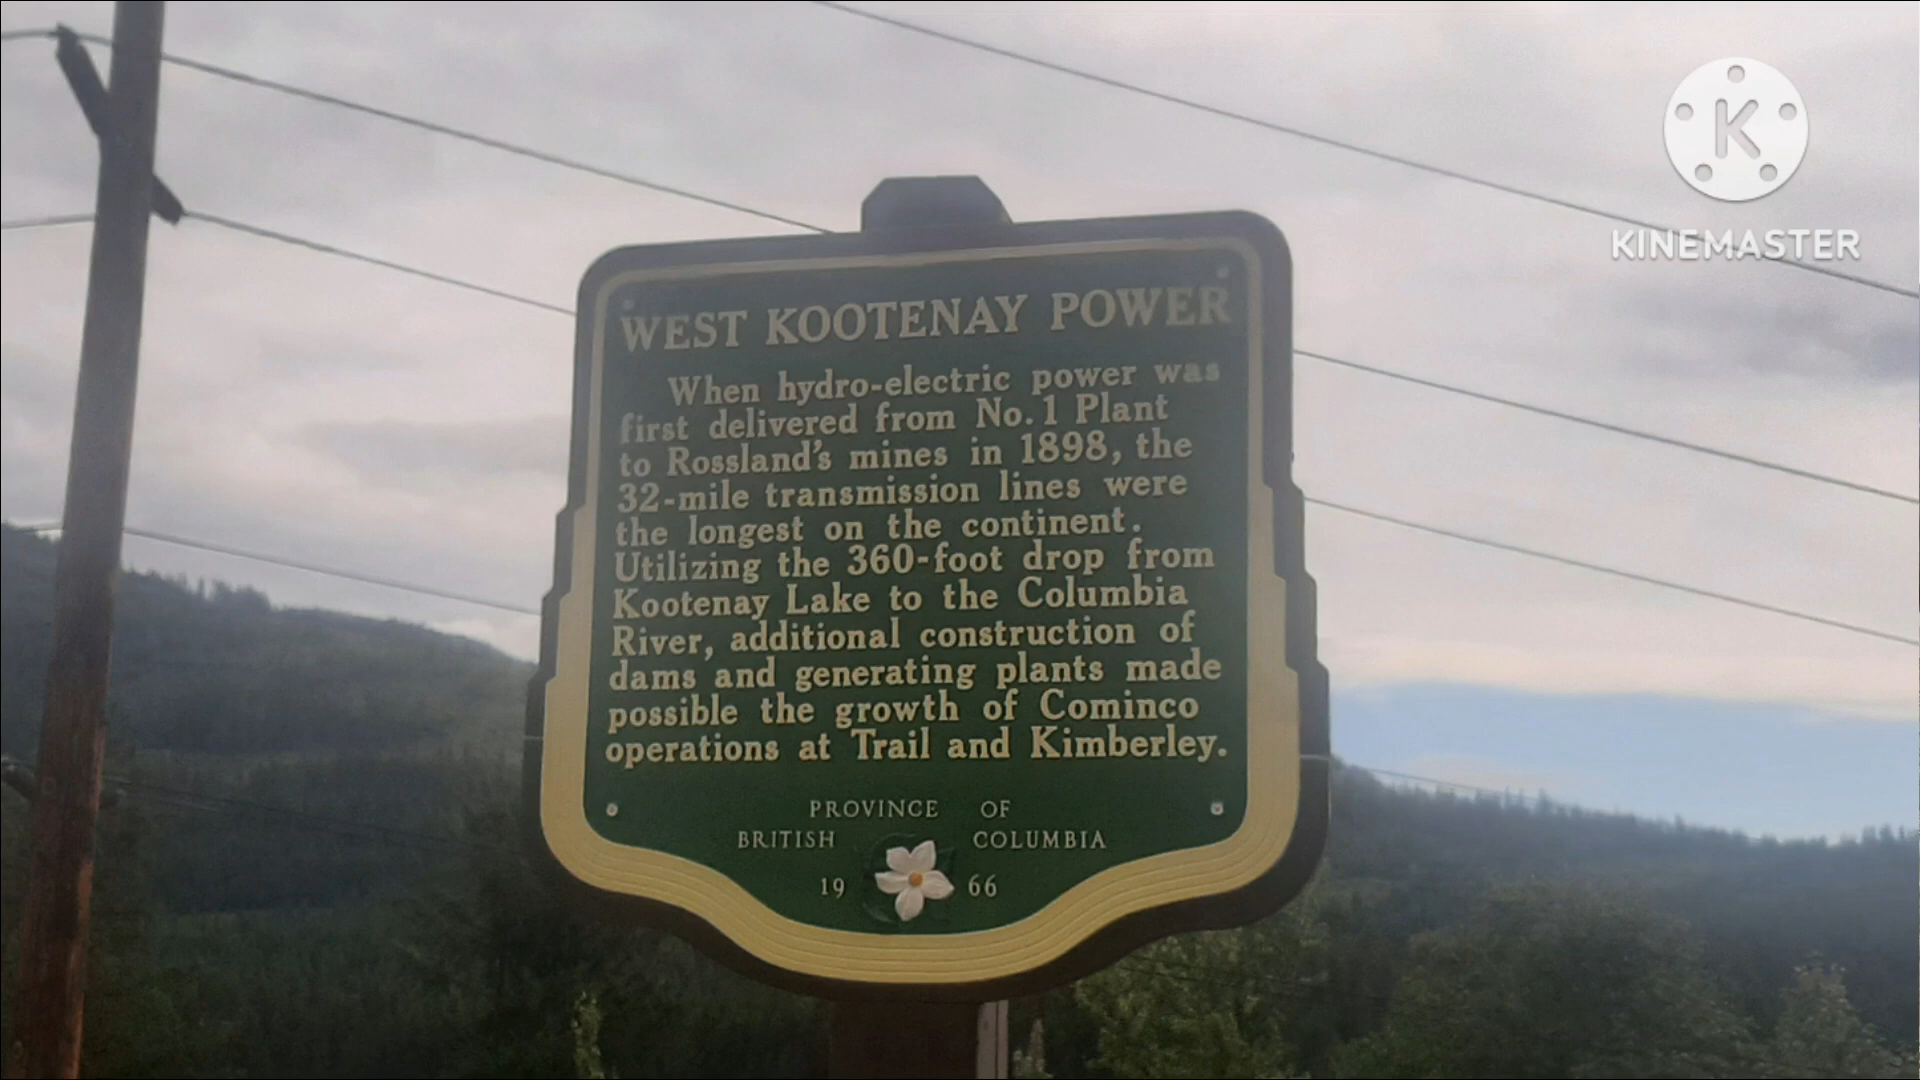 K
KINEMASTER
WEST KOOTENAY POWER
When hydro-electric power was
first delivered from No. 1 Plant
to Rossland's mines in 1898, the
32-mile transmission lines were
the longest on the continent.
Utilizing the 360-foot drop from
Kootenay Lake to the Columbia
River, additional construction of
dams and generating plants made
possible the growth of Cominco
operations at Trail and Kimberley.
PROVINCE OF
BRITISH COLUMBIA
19 66